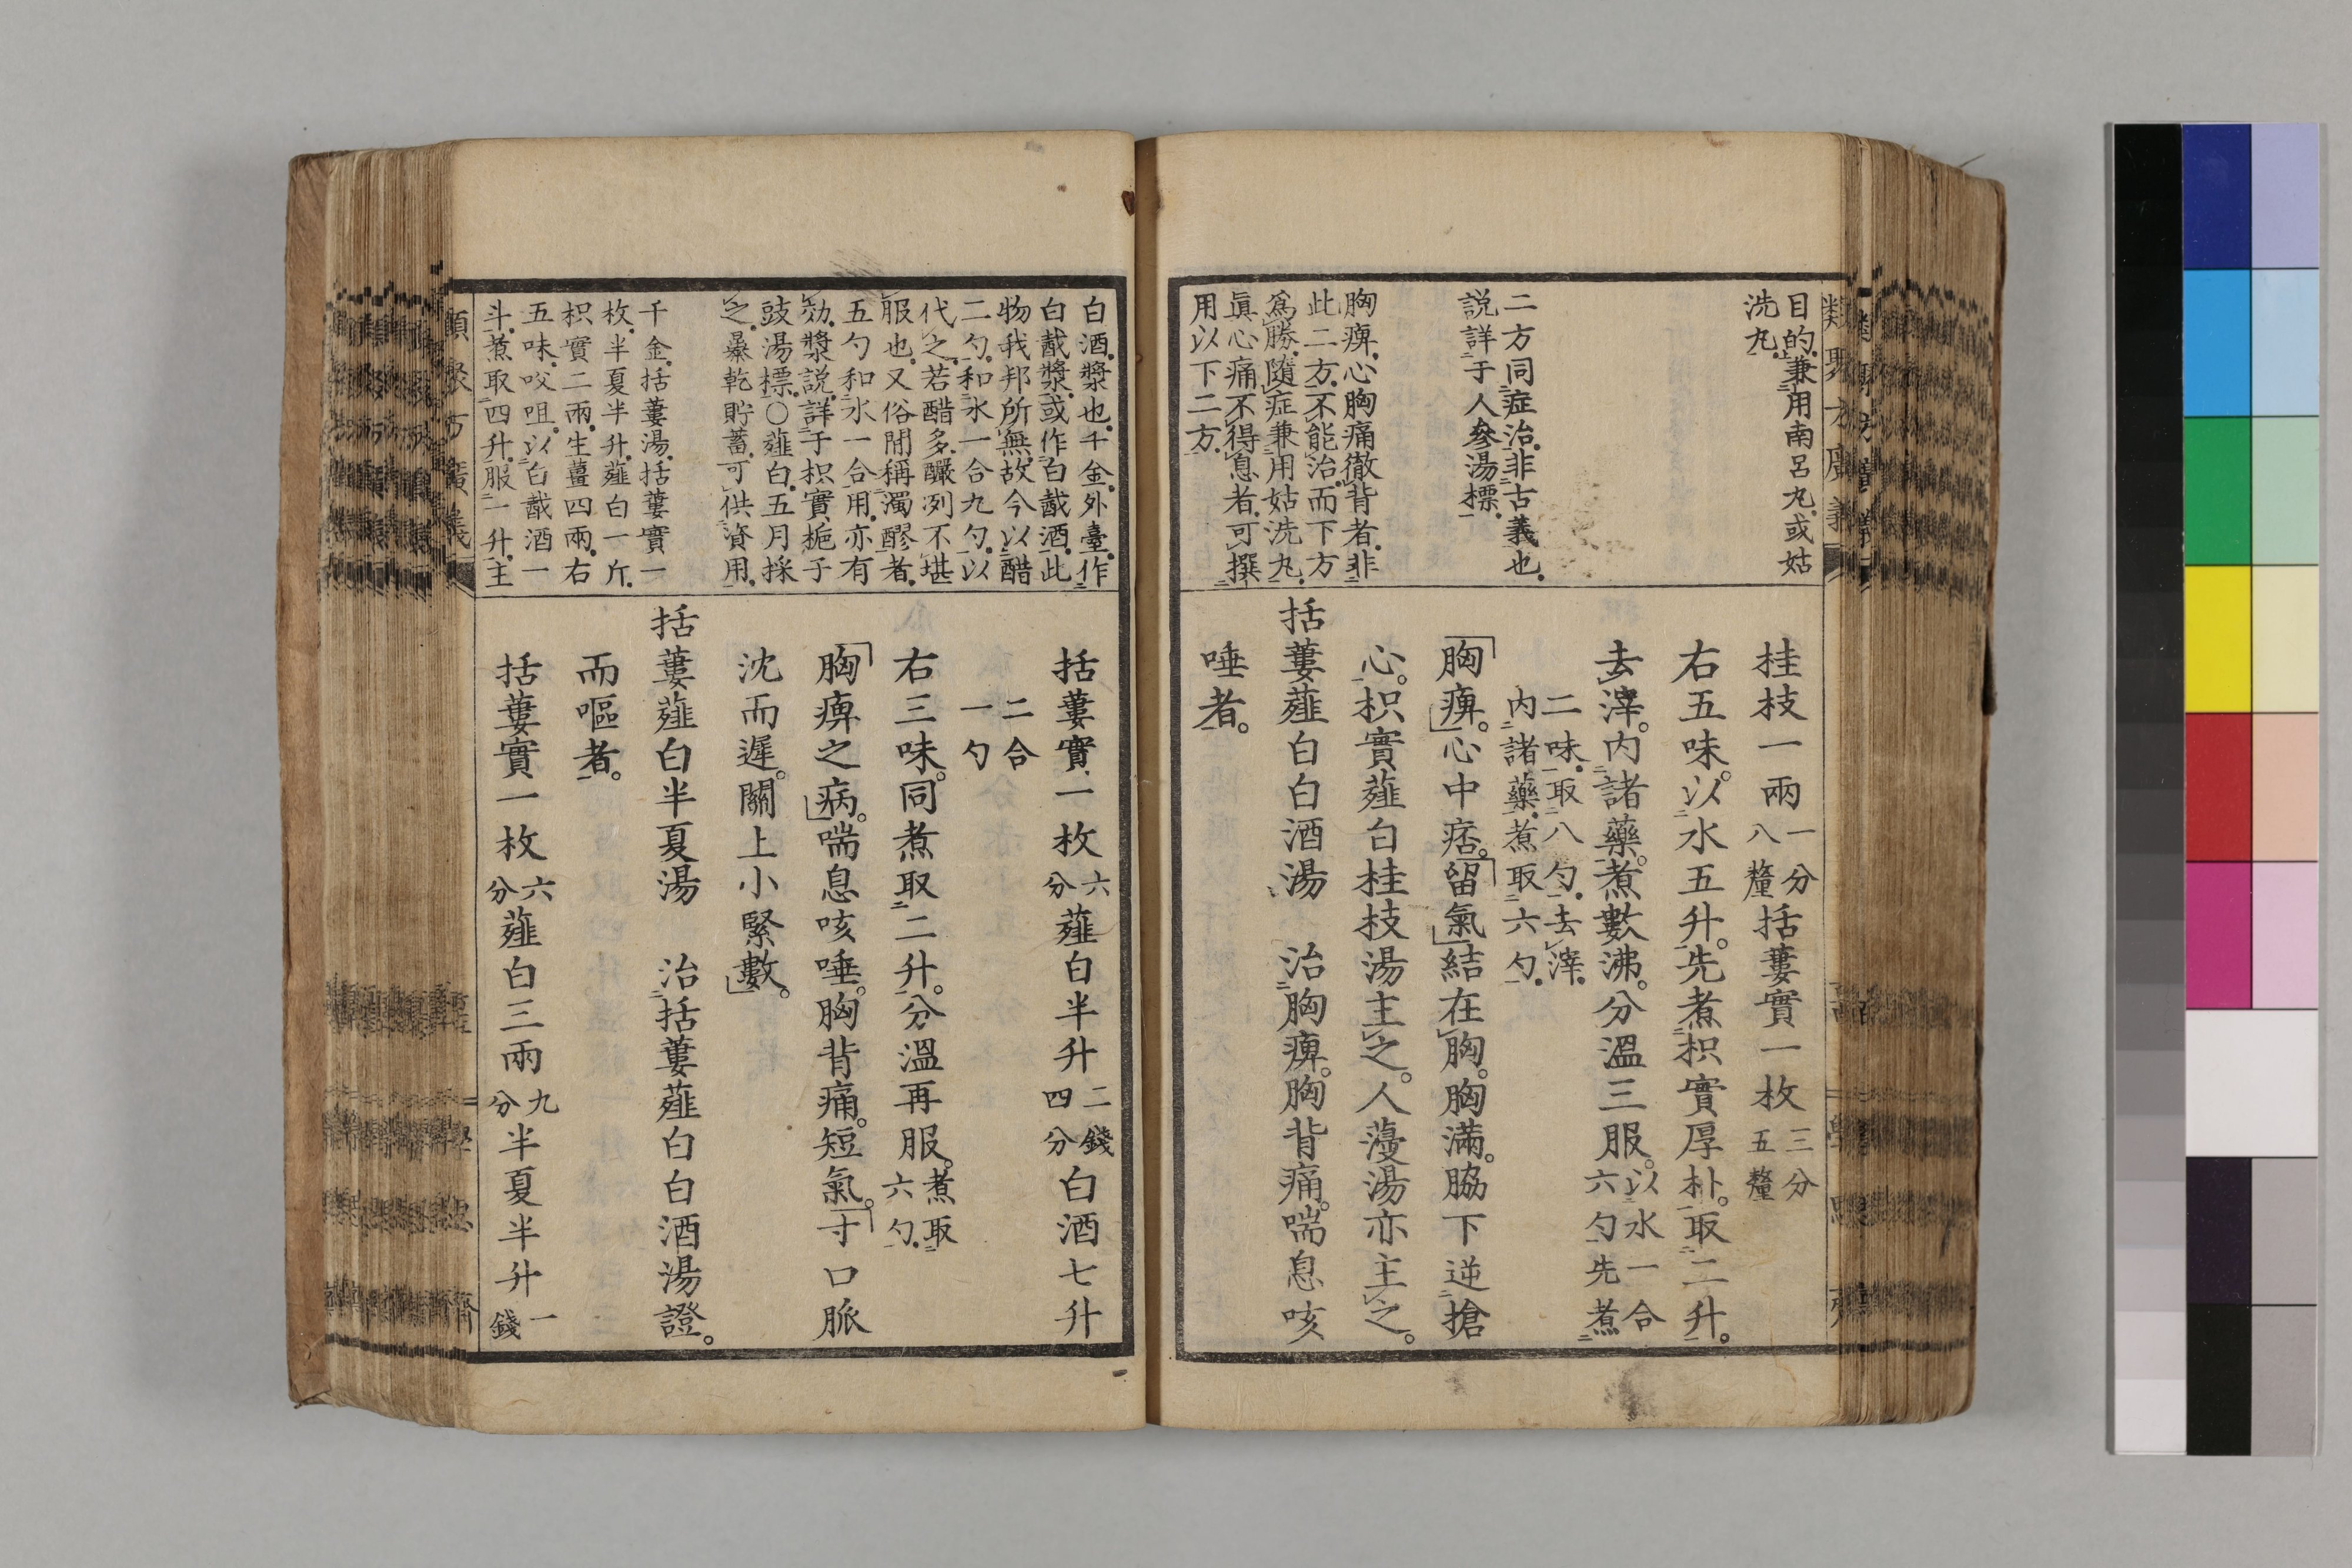 類聚方廣義
目的。兼用南呂丸。或姑
洗丸。
二方同症治。非古義也。
説詳于人參湯標。
胸痺。心胸痛徹背者。非
此二方。不能治。而下方
爲勝。隨症兼用姑洗丸。
眞心痛。不得息者。可撰
用以下二方。
桂枝一兩一分八釐括蔞實一枚三分五釐
右五味。以水五升。先煮枳實厚朴。取二升。
去滓。内諸藥。煮數沸。分溫三服。以水一合六勺先煮
二味。取八勺。去滓。
内諸藥。煮取六勺。
「胸痺。」心中痞。「留氣」結在胸。胸滿。脇下逆搶
心。枳實薤白桂枝湯主之。人薓湯亦主之。
括蔞薤白白酒湯　治胸痺。胸背痛。喘息咳
唾者。
白酒。漿也。千金。外臺。作
白酨漿。或作白酨酒。此
物我邦所無。故今以醋
二勺。和水一合九勺。以
代之。若醋多。釅冽不堪
服也。又俗間稱濁醪者。
五勺和水一合用。亦有
効。漿説。詳于枳實梔子
豉湯標。○薤白。五月採
之。暴乾貯蓄。可供資用。
千金。括蔞湯。括蔞實一
枚。半夏半升。薤白一斤。
枳實二兩。生薑四兩。右
五味。㕮咀。以白酨酒一
斗。煮取四升。服一升。主
括蔞實一枚六分薤白半升二錢四分白酒七升
二合
一勺
右三味。同煮取二升。分溫再服。煮取六勺。
「胸痺之病。」喘息咳唾。胸背痛。短氣。「寸口脈
沈而遲。關上小緊數。」
括蔞薤白半夏湯　治括蔞薤白白酒湯證。
而嘔者。
括蔞實一枚六分薤白三兩九分半夏半升一錢